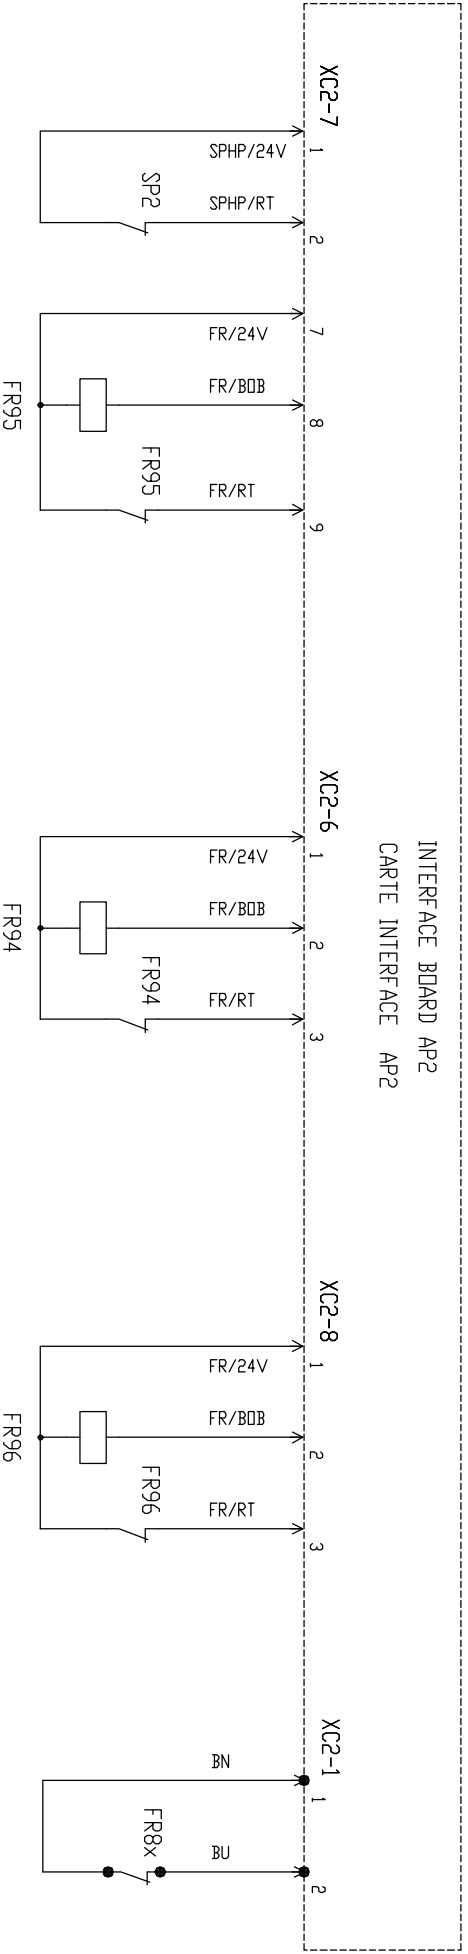 INTERFACE BOARD AP2
CARTE INTERFACE AP2
XC2-7
1
2
7
8
9
SPHP/24V
SPHP/RT
FR/24V
FR/BOB
FR/RT
SP2
FR95
FR95
XC2-6
1
2
3
FR/24V
FR/BOB
FR/RT
FR94
FR94
XC2-8
1
2
3
FR/24V
FR/BOB
FR/RT
FR96
FR96
XC2-1
1
2
BN
BU
FR8x